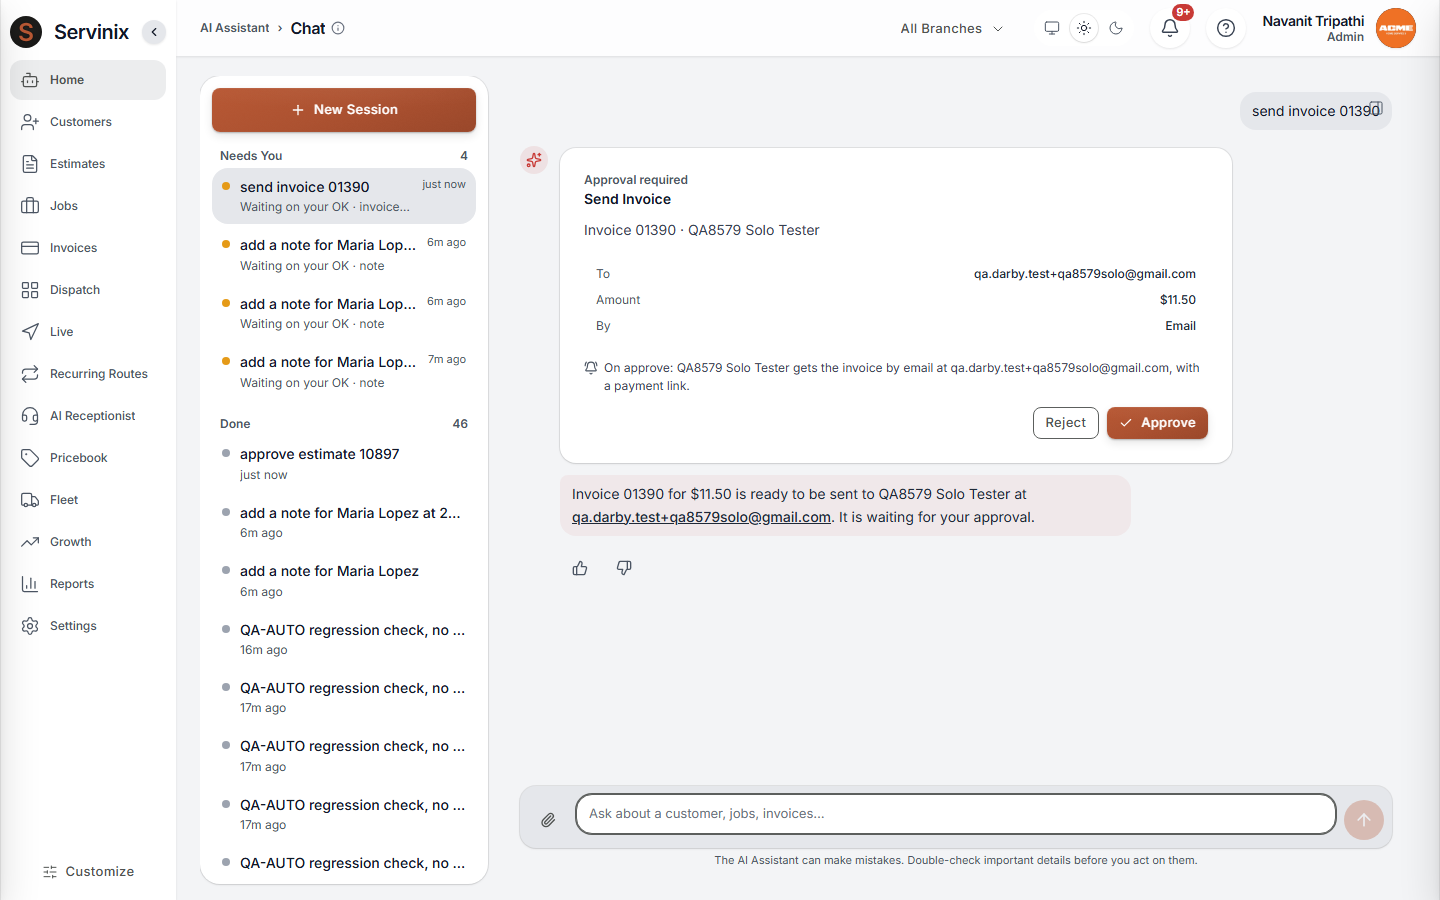 S
Servinix
Home
Customers
Estimates
Jobs
Invoices
Dispatch
Live
Recurring Routes
AI Receptionist
Pricebook
Fleet
Growth
Reports
Settings
Customize
AI Assistant › Chat
All Branches
9+
Navanit Tripathi
Admin
ACME
New Session
Needs You 4
send invoice 01390 just now
Waiting on your OK · invoice...
add a note for Maria Lop... 6m ago
Waiting on your OK · note
add a note for Maria Lop... 6m ago
Waiting on your OK · note
add a note for Maria Lop... 7m ago
Waiting on your OK · note
Done 46
approve estimate 10897
just now
add a note for Maria Lopez at 2...
6m ago
add a note for Maria Lopez
6m ago
QA-AUTO regression check, no ...
16m ago
QA-AUTO regression check, no ...
17m ago
QA-AUTO regression check, no ...
17m ago
QA-AUTO regression check, no ...
17m ago
QA-AUTO regression check, no ...
send invoice 01390
Approval required
Send Invoice
Invoice 01390 · QA8579 Solo Tester
To qa.darby.test+qa8579solo@gmail.com
Amount $11.50
By Email
On approve: QA8579 Solo Tester gets the invoice by email at qa.darby.test+qa8579solo@gmail.com, with
a payment link.
Reject
Approve
Invoice 01390 for $11.50 is ready to be sent to QA8579 Solo Tester at
qa.darby.test+qa8579solo@gmail.com. It is waiting for your approval.
Ask about a customer, jobs, invoices...
The AI Assistant can make mistakes. Double-check important details before you act on them.